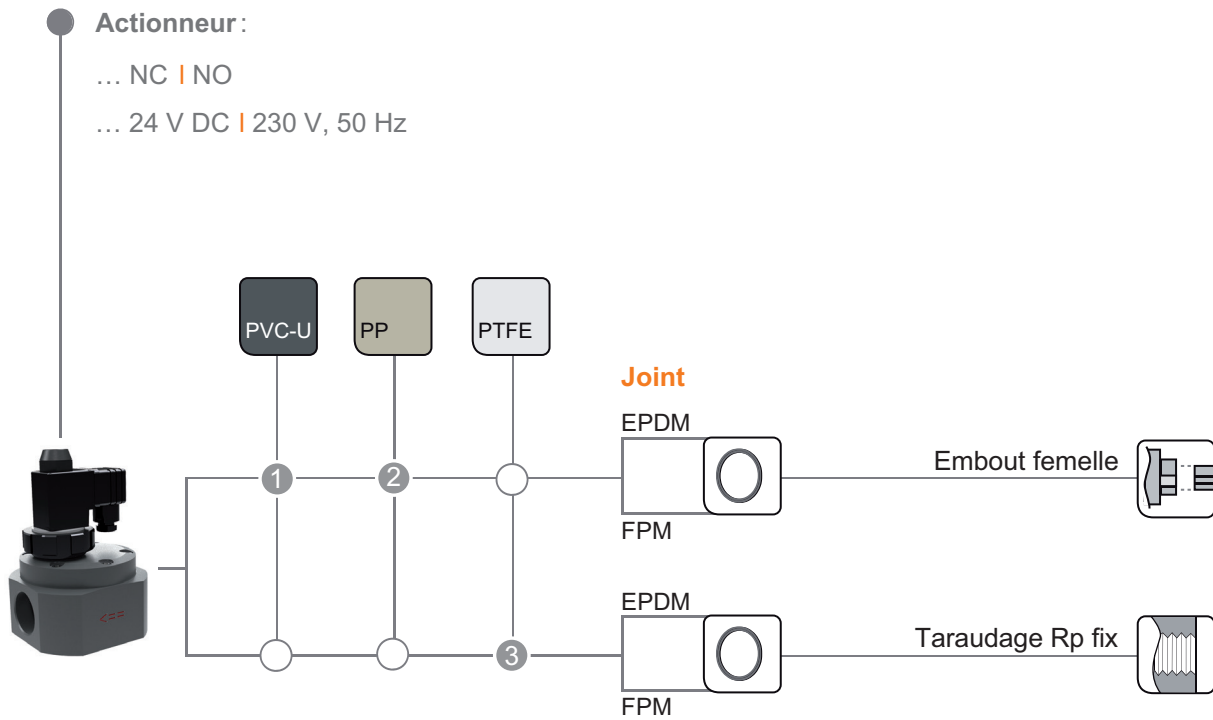 Actionneur:
… NC | NO
… 24 V DC | 230 V, 50 Hz
PVC-U
PP
PTFE
Joint
EPDM
1
2
Embout femelle
FPM
<==
EPDM
3
Taraudage Rp fix
FPM